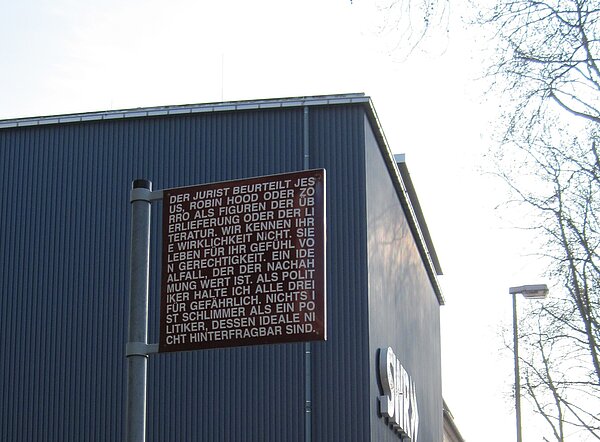 DER JURIST BEURTEILT JES
US, ROBIN HOOD ODER ZO
RRO ALS FIGUREN DER ÜB
ERLIEFERUNG ODER DER LI
TERATUR. WIR KENNEN IHR
E WIRKLICHKEIT NICHT. SIE
LEBEN FÜR IHR GEFÜHL VO
N GERECHTIGKEIT. EIN IDE
ALFALL, DER DER NACHAH
MUNG WERT IST. ALS POLIT
IKER HALTE ICH ALLE DREI
FÜR GEFÄHRLICH. NICHTS I
ST SCHLIMMER ALS EIN PO
LITIKER, DESSEN IDEALE NI
CHT HINTERFRAGBAR SIND.